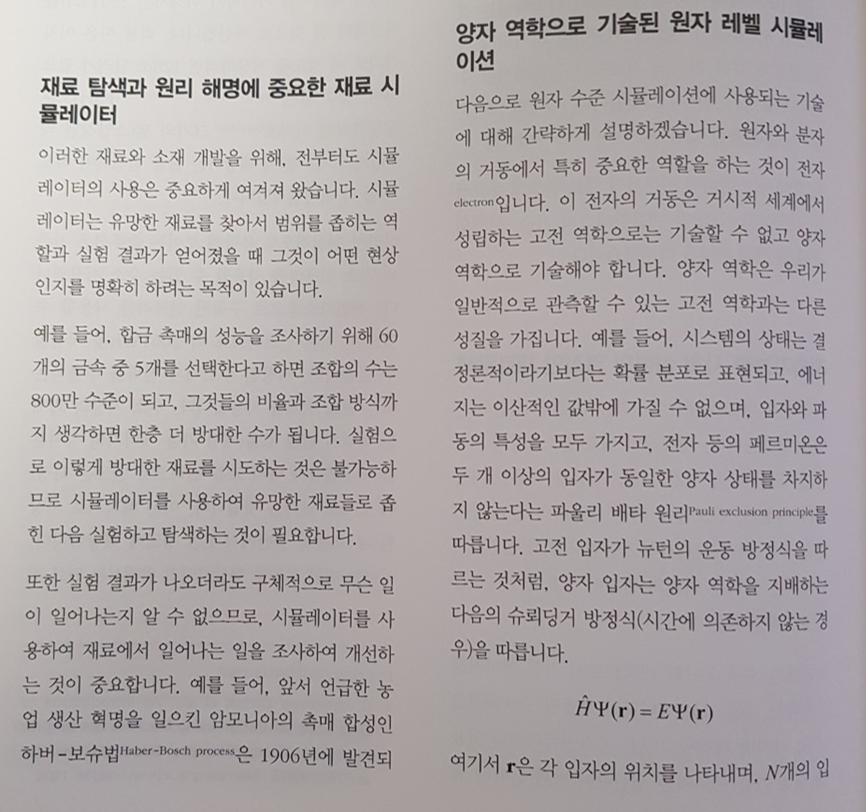 재료 탐색과 원리 해명에 중요한 재료 시
뮬레이터
이러한 재료와 소재 개발을 위해, 전부터도 시뮬
레이터의 사용은 중요하게 여겨져 왔습니다. 시뮬
레이터는 유망한 재료를 찾아서 범위를 좁히는 역
할과 실험 결과가 얻어졌을 때 그것이 어떤 현상
인지를 명확히 하려는 목적이 있습니다.
예를 들어, 합금 촉매의 성능을 조사하기 위해 60
개의 금속 중 5개를 선택한다고 하면 조합의 수는
800만 수준이 되고, 그것들의 비율과 조합 방식까
지 생각하면 한층 더 방대한 수가 됩니다. 실험으
로 이렇게 방대한 재료를 시도하는 것은 불가능하
므로 시뮬레이터를 사용하여 유망한 재료들로 좁
힌 다음 실험하고 탐색하는 것이 필요합니다.
또한 실험 결과가 나오더라도 구체적으로 무슨 일
이 일어나는지 알 수 없으므로, 시뮬레이터를 사
용하여 재료에서 일어나는 일을 조사하여 개선하
는 것이 중요합니다. 예를 들어, 앞서 언급한 농
업 생산 혁명을 일으킨 암모니아의 촉매 합성인
하버-보슈법Haber-Bosch process은 1906년에 발견되
양자 역학으로 기술된 원자 레벨 시뮬레
이션
다음으로 원자 수준 시뮬레이션에 사용되는 기술
에 대해 간략하게 설명하겠습니다. 원자와 분자
의 거동에서 특히 중요한 역할을 하는 것이 전자
electron입니다. 이 전자의 거동은 거시적 세계에서
성립하는 고전 역학으로는 기술할 수 없고 양자
역학으로 기술해야 합니다. 양자 역학은 우리가
일반적으로 관측할 수 있는 고전 역학과는 다른
성질을 가집니다. 예를 들어, 시스템의 상태는 결
정론적이라기보다는 확률 분포로 표현되고, 에너
지는 이산적인 값밖에 가질 수 없으며, 입자와 파
동의 특성을 모두 가지고, 전자 등의 페르미온은
두 개 이상의 입자가 동일한 양자 상태를 차지하
지 않는다는 파울리 배타 원리Pauli exclusion principle를
따릅니다. 고전 입자가 뉴턴의 운동 방정식을 따
르는 것처럼, 양자 입자는 양자 역학을 지배하는
다음의 슈뢰딩거 방정식(시간에 의존하지 않는 경
우)을 따릅니다.
ĤΨ(r) = EΨ(r)
여기서 r은 각 입자의 위치를 나타내며, N개의 입